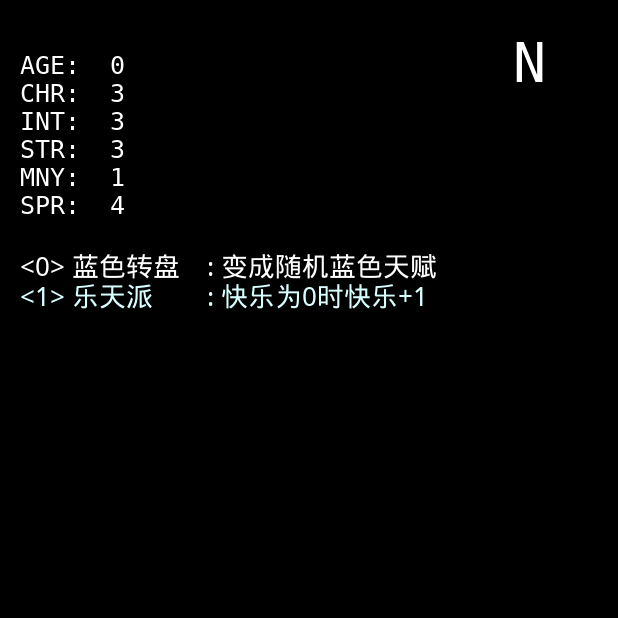 N
AGE: 0
CHR: 3
INT: 3
STR: 3
MNY: 1
SPR: 4
<0> 蓝色转盘 : 变成随机蓝色天赋
<1> 乐天派 : 快乐为0时快乐+1